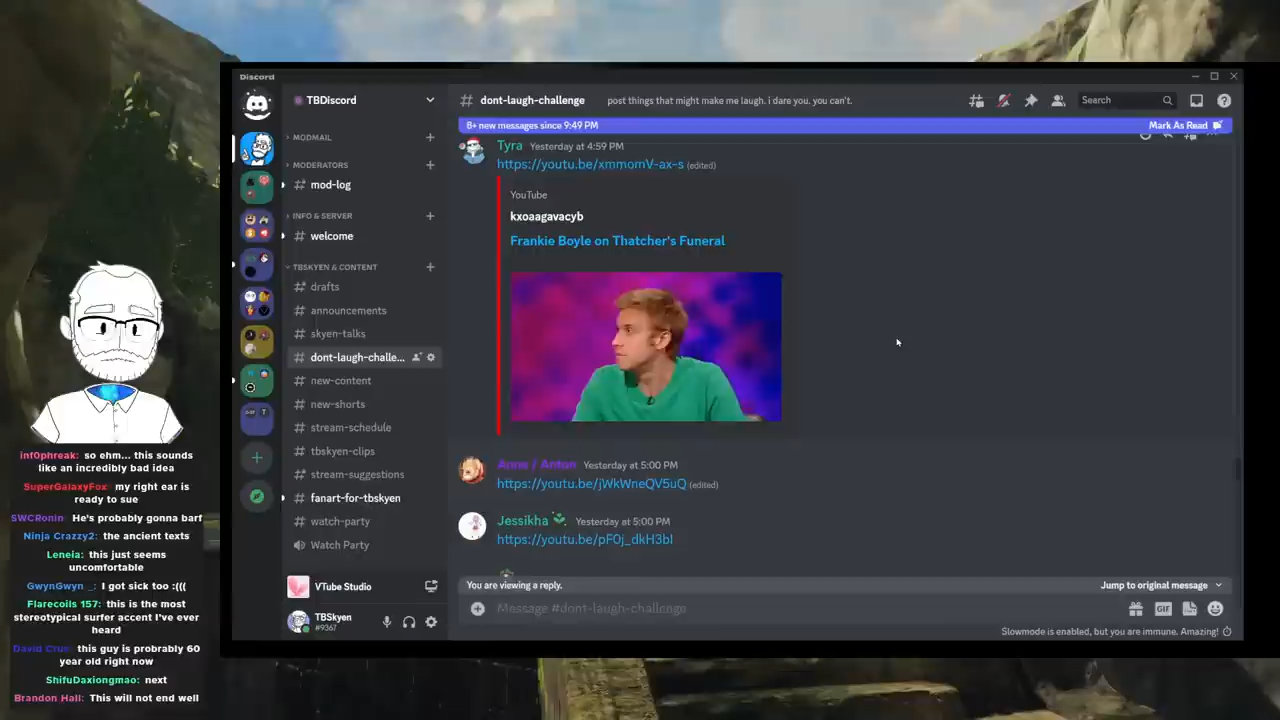 Discord
TBDiscord
dont-laugh-challenge
post things that might make me laugh. i dare you. you can't.
Search
8+ new messages since 9:49 PM
Mark As Read
MODMAIL
MODERATORS
mod-log
INFO & SERVER
welcome
TBSKYEN & CONTENT
drafts
announcements
skyen-talks
dont-laugh-challe...
new-content
new-shorts
stream-schedule
tbskyen-clips
stream-suggestions
fanart-for-tbskyen
watch-party
Watch Party
VTube Studio
TBSkyen
#9367
Tyra Yesterday at 4:59 PM
https://youtu.be/xmmomV-ax-s (edited)
YouTube
kxoaagavacyb
Frankie Boyle on Thatcher's Funeral
Anne / Anton Yesterday at 5:00 PM
https://youtu.be/jWkWneQV5uQ (edited)
Jessikha Yesterday at 5:00 PM
https://youtu.be/pF0j_dkH3bI
You are viewing a reply.
Jump to original message
Message #dont-laugh-challenge
GIF
Slowmode is enabled, but you are immune. Amazing!
inf0phreak: so ehm... this sounds
like an incredibly bad idea
SuperGalaxyFox: my right ear is
ready to sue
SWCRonin: He's probably gonna barf
Ninja Crazzy2: the ancient texts
Leneia: this just seems
uncomfortable
GwynGwyn _: I got sick too :(((
Flarecoils 157: this is the most
stereotypical surfer accent I've ever
heard
David Crun: this guy is probrably 60
year old right now
ShifuDaxiongmao: next
Brandon Hall: This will not end well